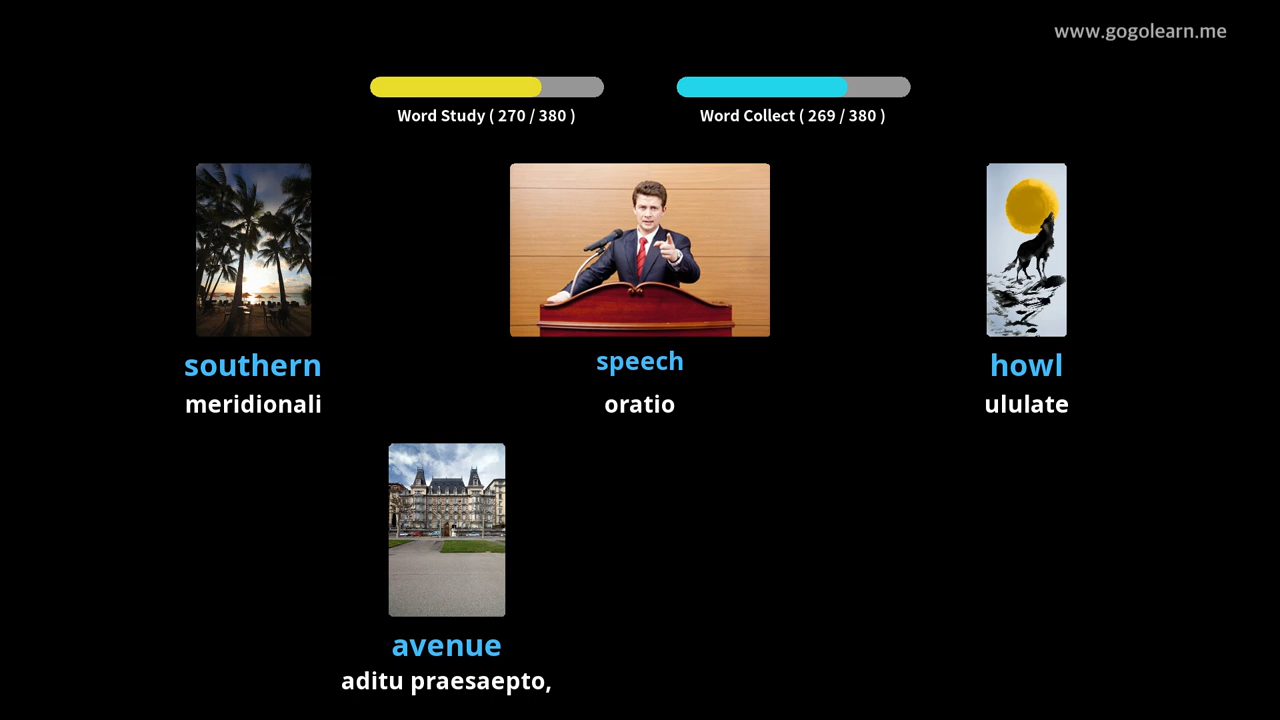 www.gogolearn.me
Word Study ( 270 / 380 )
Word Collect ( 269 / 380 )
southern
meridionali
speech
oratio
howl
ululate
avenue
aditu praesaepto,